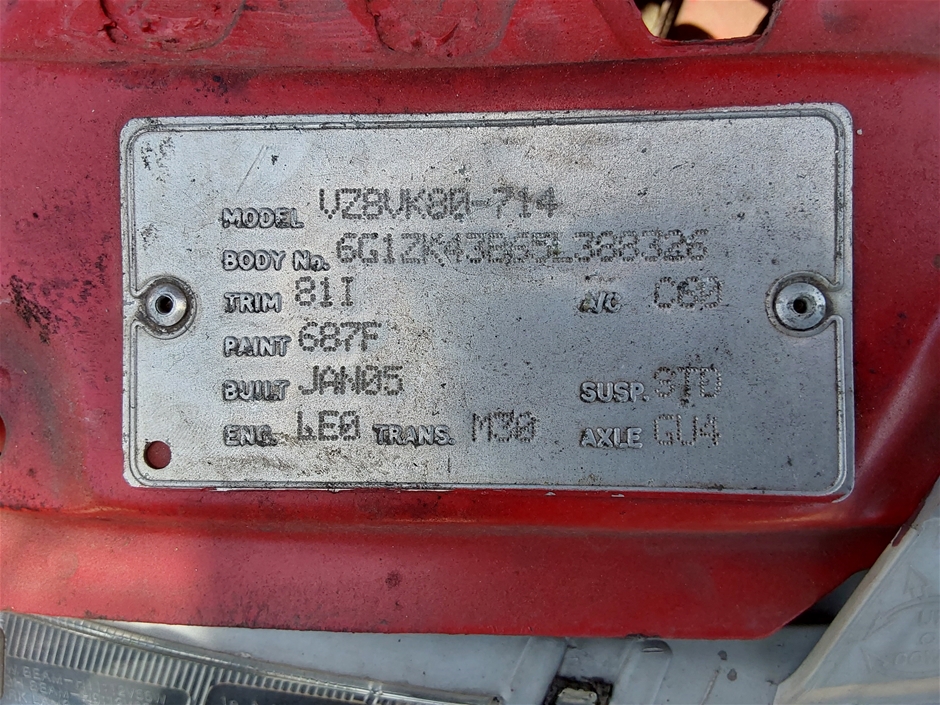 MODEL VZ8VK80-714
BODY No. 6G1ZK43B65L388326
TRIM 81I A/C C60
PAINT 687F
BUILT JAN05 SUSP. STD
ENG. LE0 TRANS. M30 AXLE GU4